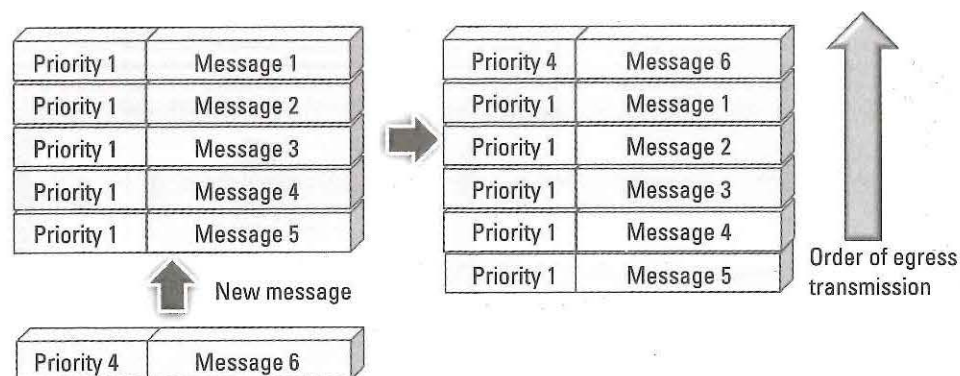 Priority 1 Message 1
Priority 1 Message 2
Priority 1 Message 3
Priority 1 Message 4
Priority 1 Message 5
New message
Priority 4 Message 6
Priority 4 Message 6
Priority 1 Message 1
Priority 1 Message 2
Priority 1 Message 3
Priority 1 Message 4
Priority 1 Message 5
Order of egress
transmission